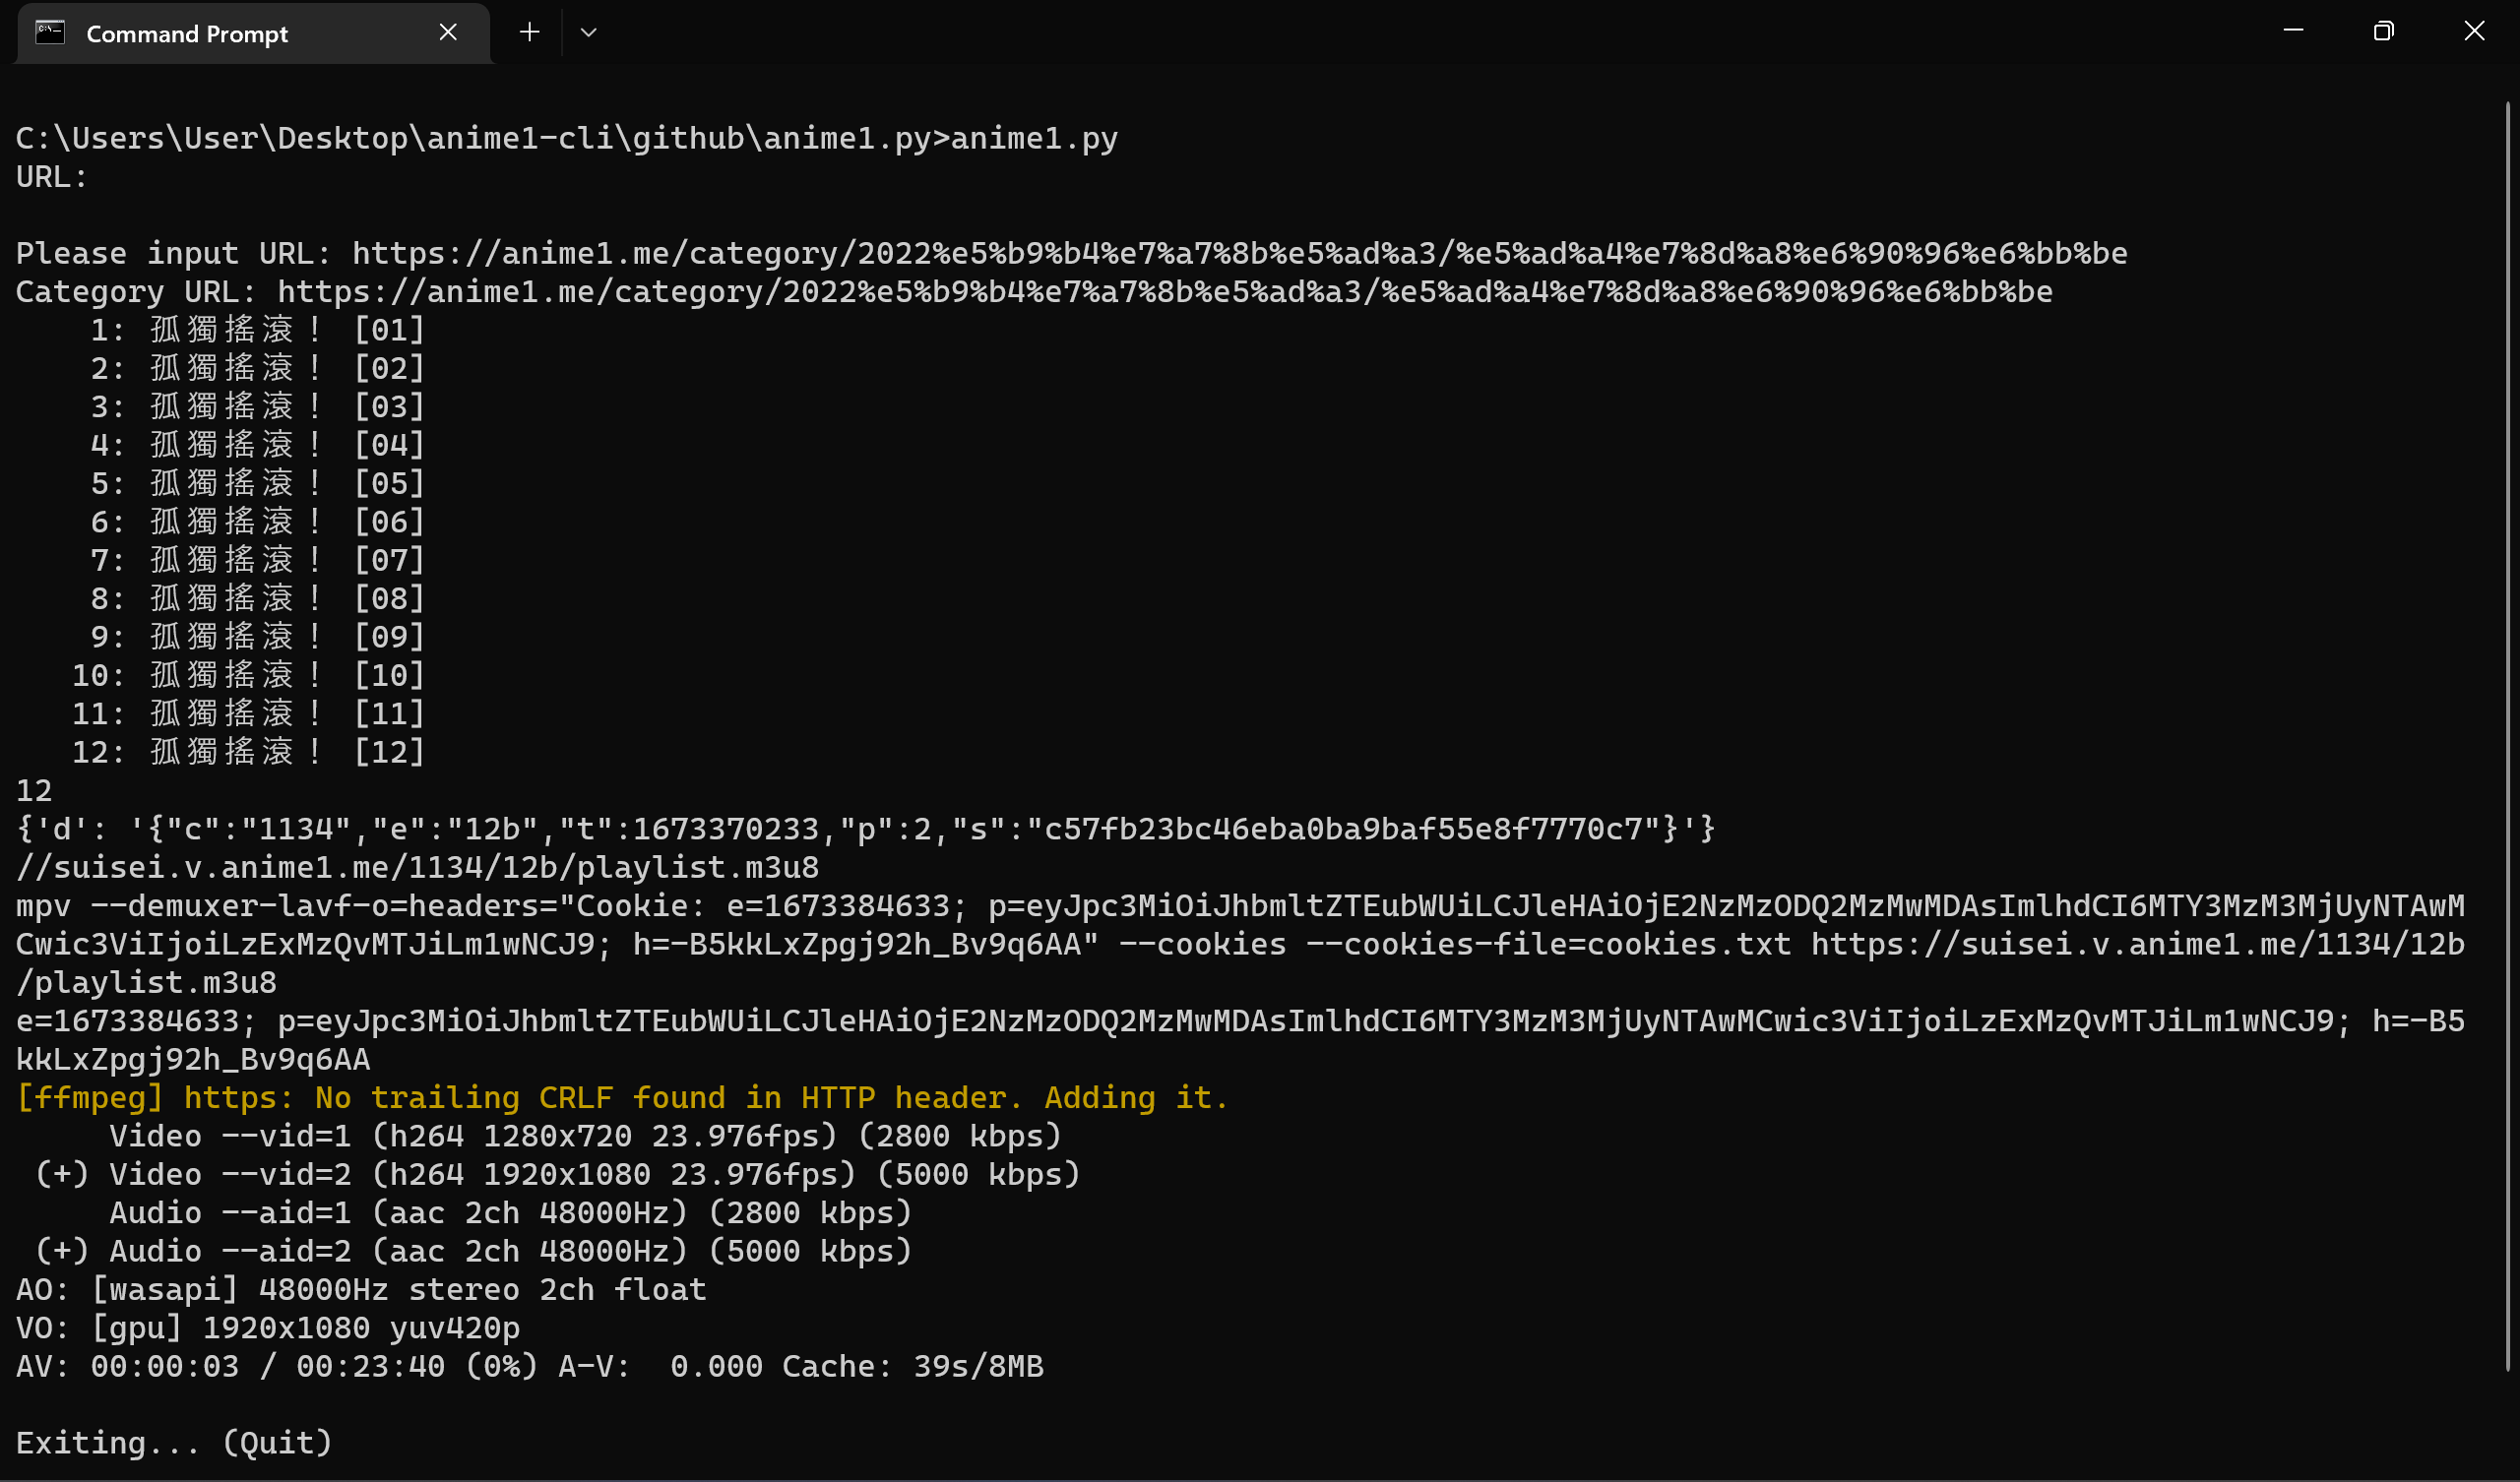 Command Prompt
C:\Users\User\Desktop\anime1-cli\github\anime1.py>anime1.py
URL:
Please input URL: https://anime1.me/category/2022%e5%b9%b4%e7%a7%8b%e5%ad%a3/%e5%ad%a4%e7%8d%a8%e6%90%96%e6%bb%be
Category URL: https://anime1.me/category/2022%e5%b9%b4%e7%a7%8b%e5%ad%a3/%e5%ad%a4%e7%8d%a8%e6%90%96%e6%bb%be
1: 孤獨搖滾！ [01]
2: 孤獨搖滾！ [02]
3: 孤獨搖滾！ [03]
4: 孤獨搖滾！ [04]
5: 孤獨搖滾！ [05]
6: 孤獨搖滾！ [06]
7: 孤獨搖滾！ [07]
8: 孤獨搖滾！ [08]
9: 孤獨搖滾！ [09]
10: 孤獨搖滾！ [10]
11: 孤獨搖滾！ [11]
12: 孤獨搖滾！ [12]
12
{'d': '{"c":"1134","e":"12b","t":1673370233,"p":2,"s":"c57fb23bc46eba0ba9baf55e8f7770c7"}'}
//suisei.v.anime1.me/1134/12b/playlist.m3u8
mpv --demuxer-lavf-o=headers="Cookie: e=1673384633; p=eyJpc3MiOiJhbmltZTEubWUiLCJleHAiOjE2NzMzODQ2MzMwMDAsImlhdCI6MTY3MzM3MjUyNTAwM
Cwic3ViIjoiLzExMzQvMTJiLm1wNCJ9; h=-B5kkLxZpgj92h_Bv9q6AA" --cookies --cookies-file=cookies.txt https://suisei.v.anime1.me/1134/12b
/playlist.m3u8
e=1673384633; p=eyJpc3MiOiJhbmltZTEubWUiLCJleHAiOjE2NzMzODQ2MzMwMDAsImlhdCI6MTY3MzM3MjUyNTAwMCwic3ViIjoiLzExMzQvMTJiLm1wNCJ9; h=-B5
kkLxZpgj92h_Bv9q6AA
[ffmpeg] https: No trailing CRLF found in HTTP header. Adding it.
Video --vid=1 (h264 1280x720 23.976fps) (2800 kbps)
(+) Video --vid=2 (h264 1920x1080 23.976fps) (5000 kbps)
Audio --aid=1 (aac 2ch 48000Hz) (2800 kbps)
(+) Audio --aid=2 (aac 2ch 48000Hz) (5000 kbps)
AO: [wasapi] 48000Hz stereo 2ch float
VO: [gpu] 1920x1080 yuv420p
AV: 00:00:03 / 00:23:40 (0%) A-V:  0.000 Cache: 39s/8MB
Exiting... (Quit)